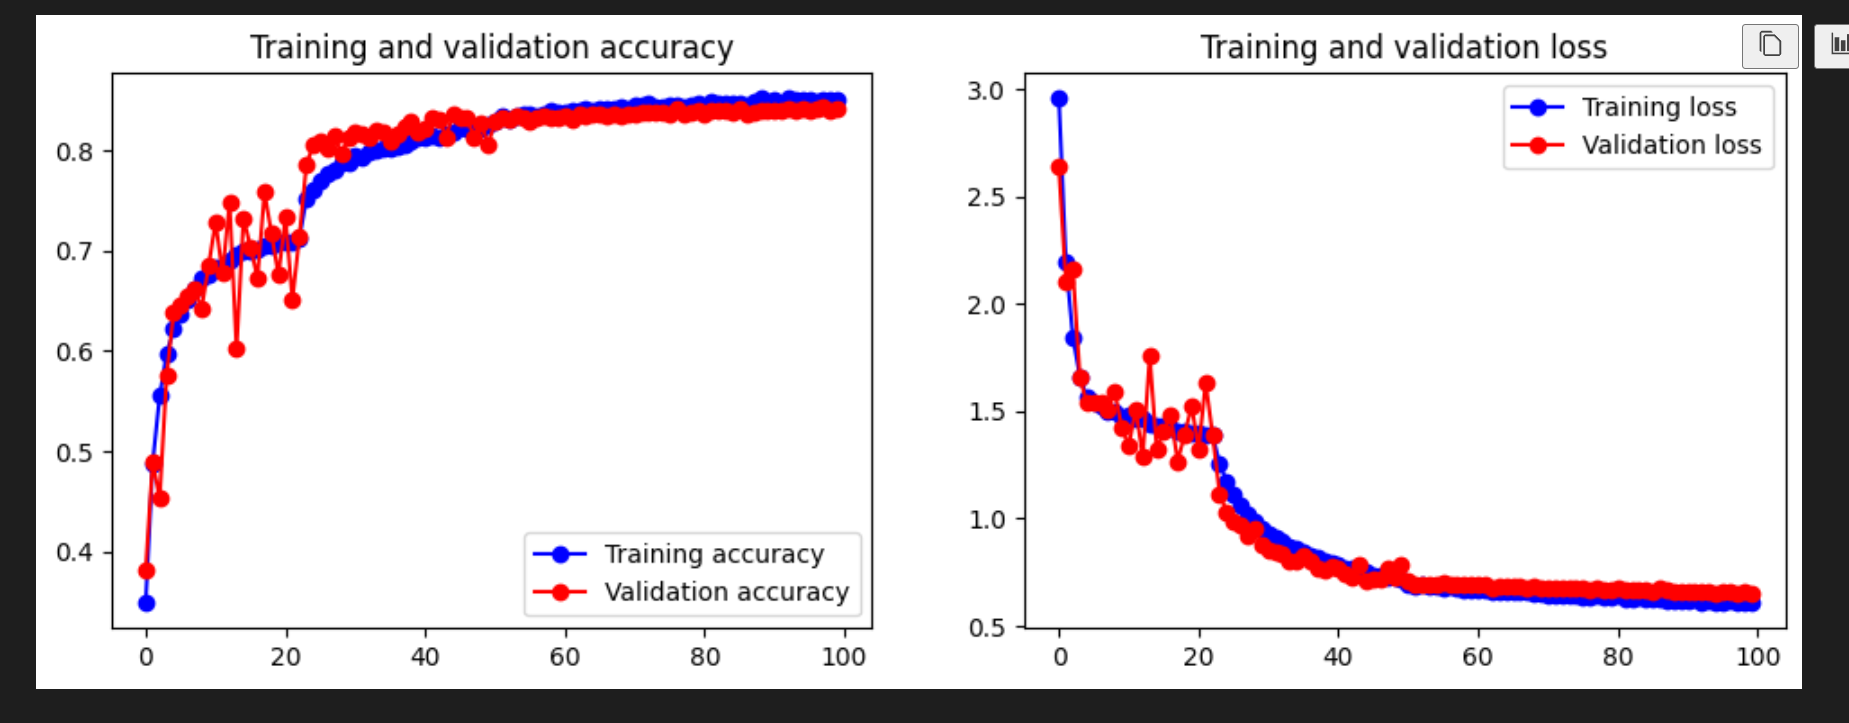 Training and validation accuracy
0.8
0.7
0.6
0.5
0.4
Training accuracy
Validation accuracy
0 20 40 60 80 100
Training and validation loss
3.0
2.5
2.0
1.5
1.0
0.5
Training loss
Validation loss
0 20 40 60 80 100